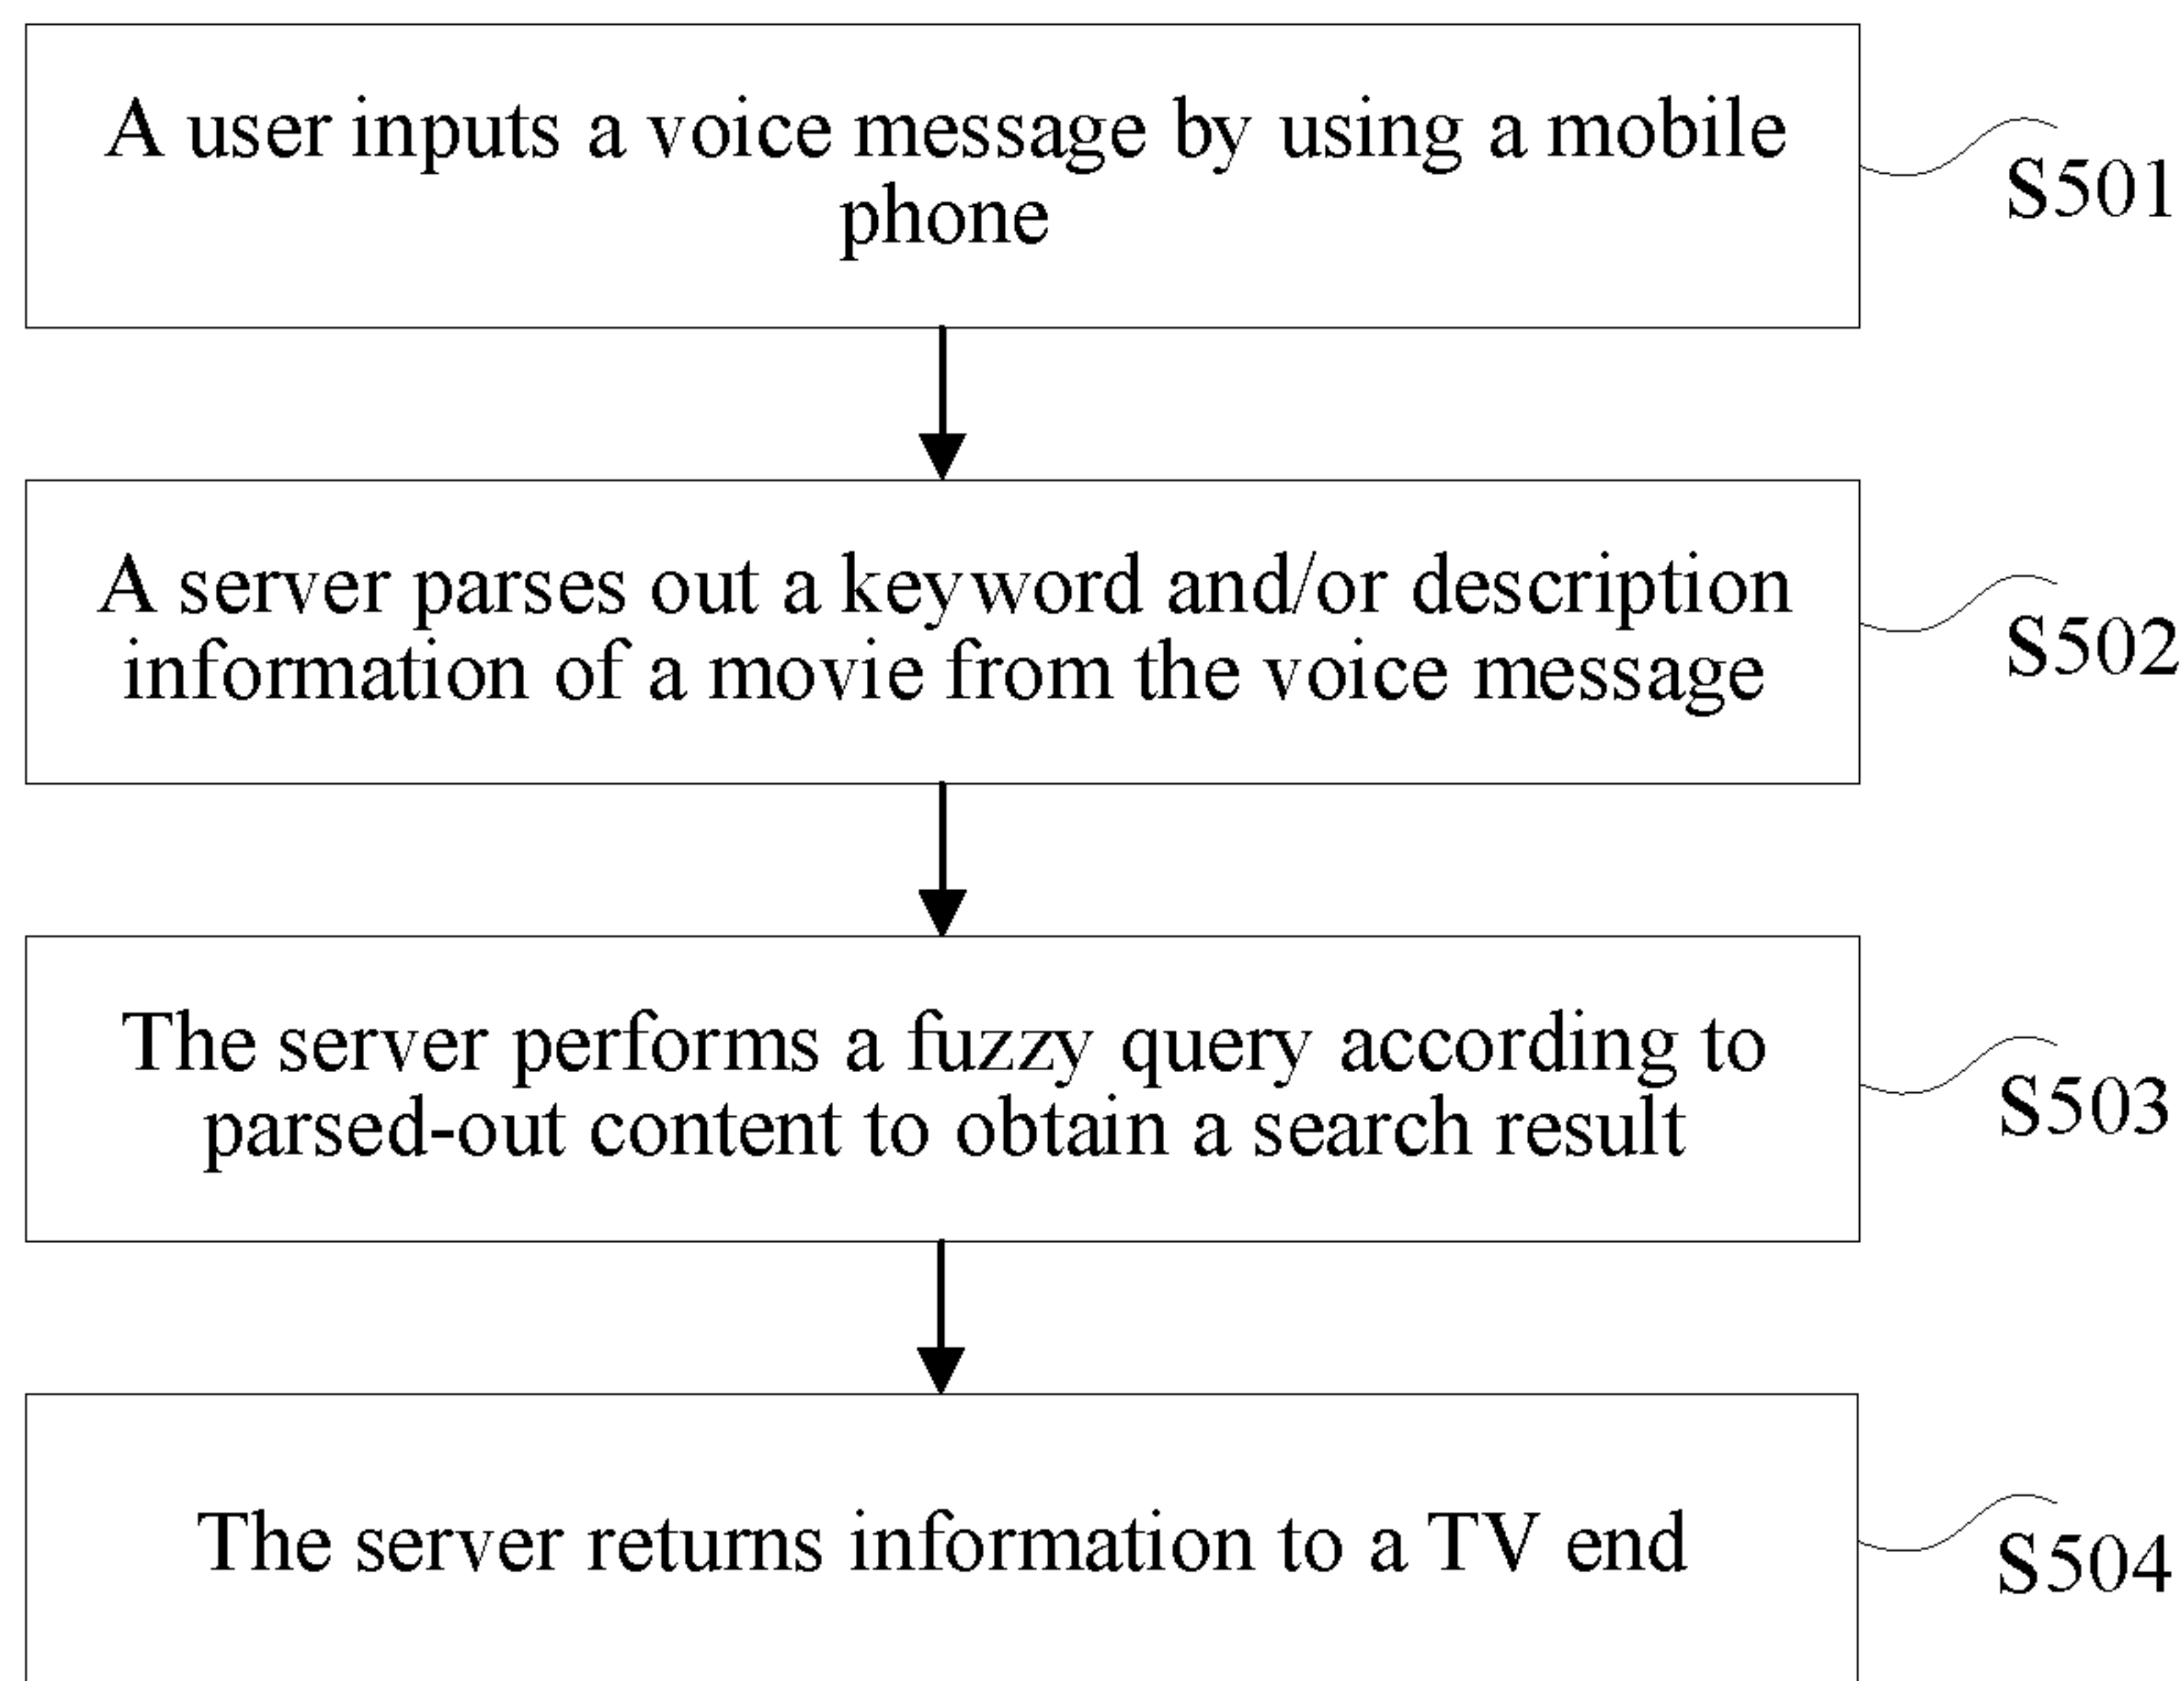 A user inputs a voice message by using a mobile
phone
S501
A server parses out a keyword and/or description
information of a movie from the voice message
S502
The server performs a fuzzy query according to
parsed-out content to obtain a search result
S503
The server returns information to a TV end
S504